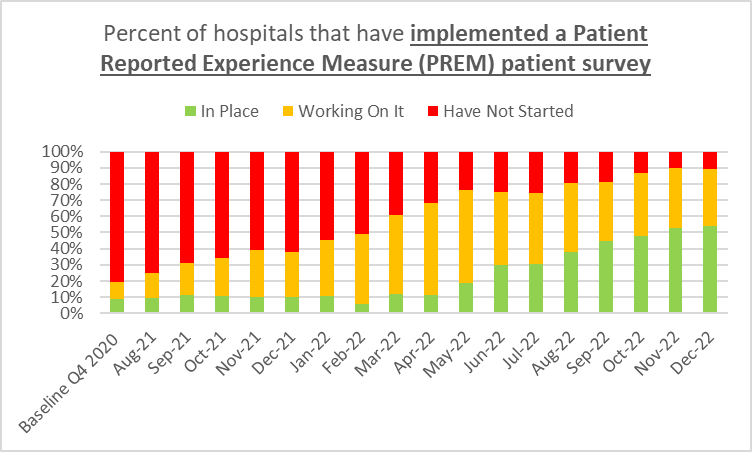 Percent of hospitals that have implemented a Patient
Reported Experience Measure (PREM) patient survey
In Place Working On It Have Not Started
100%
90%
80%
70%
60%
50%
40%
30%
20%
10%
0%
Baseline Q4 2020
Aug-21
Sep-21
Oct-21
Nov-21
Dec-21
Jan-22
Feb-22
Mar-22
Apr-22
May-22
Jun-22
Jul-22
Aug-22
Sep-22
Oct-22
Nov-22
Dec-22